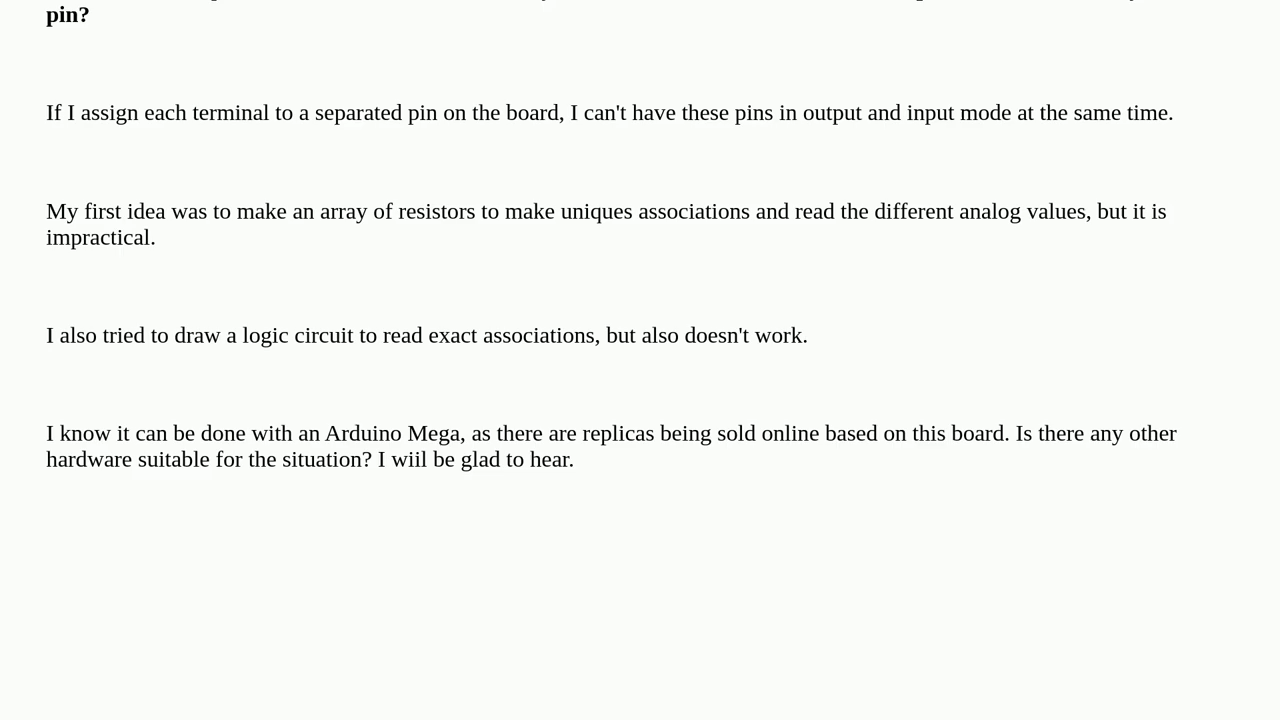 pin?
If I assign each terminal to a separated pin on the board, I can't have these pins in output and input mode at the same time.
My first idea was to make an array of resistors to make uniques associations and read the different analog values, but it is
impractical.
I also tried to draw a logic circuit to read exact associations, but also doesn't work.
I know it can be done with an Arduino Mega, as there are replicas being sold online based on this board. Is there any other
hardware suitable for the situation? I wiil be glad to hear.